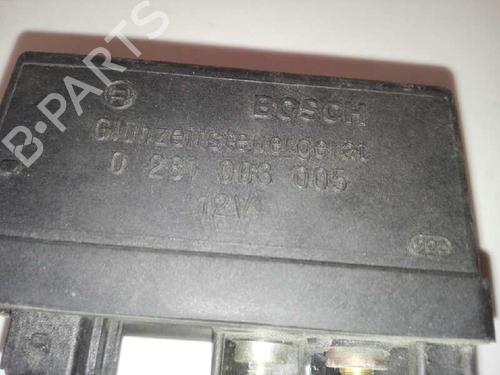 B-PARTS
BOSCH
Glühzeitsteuergerät
0 281 003 005
12V